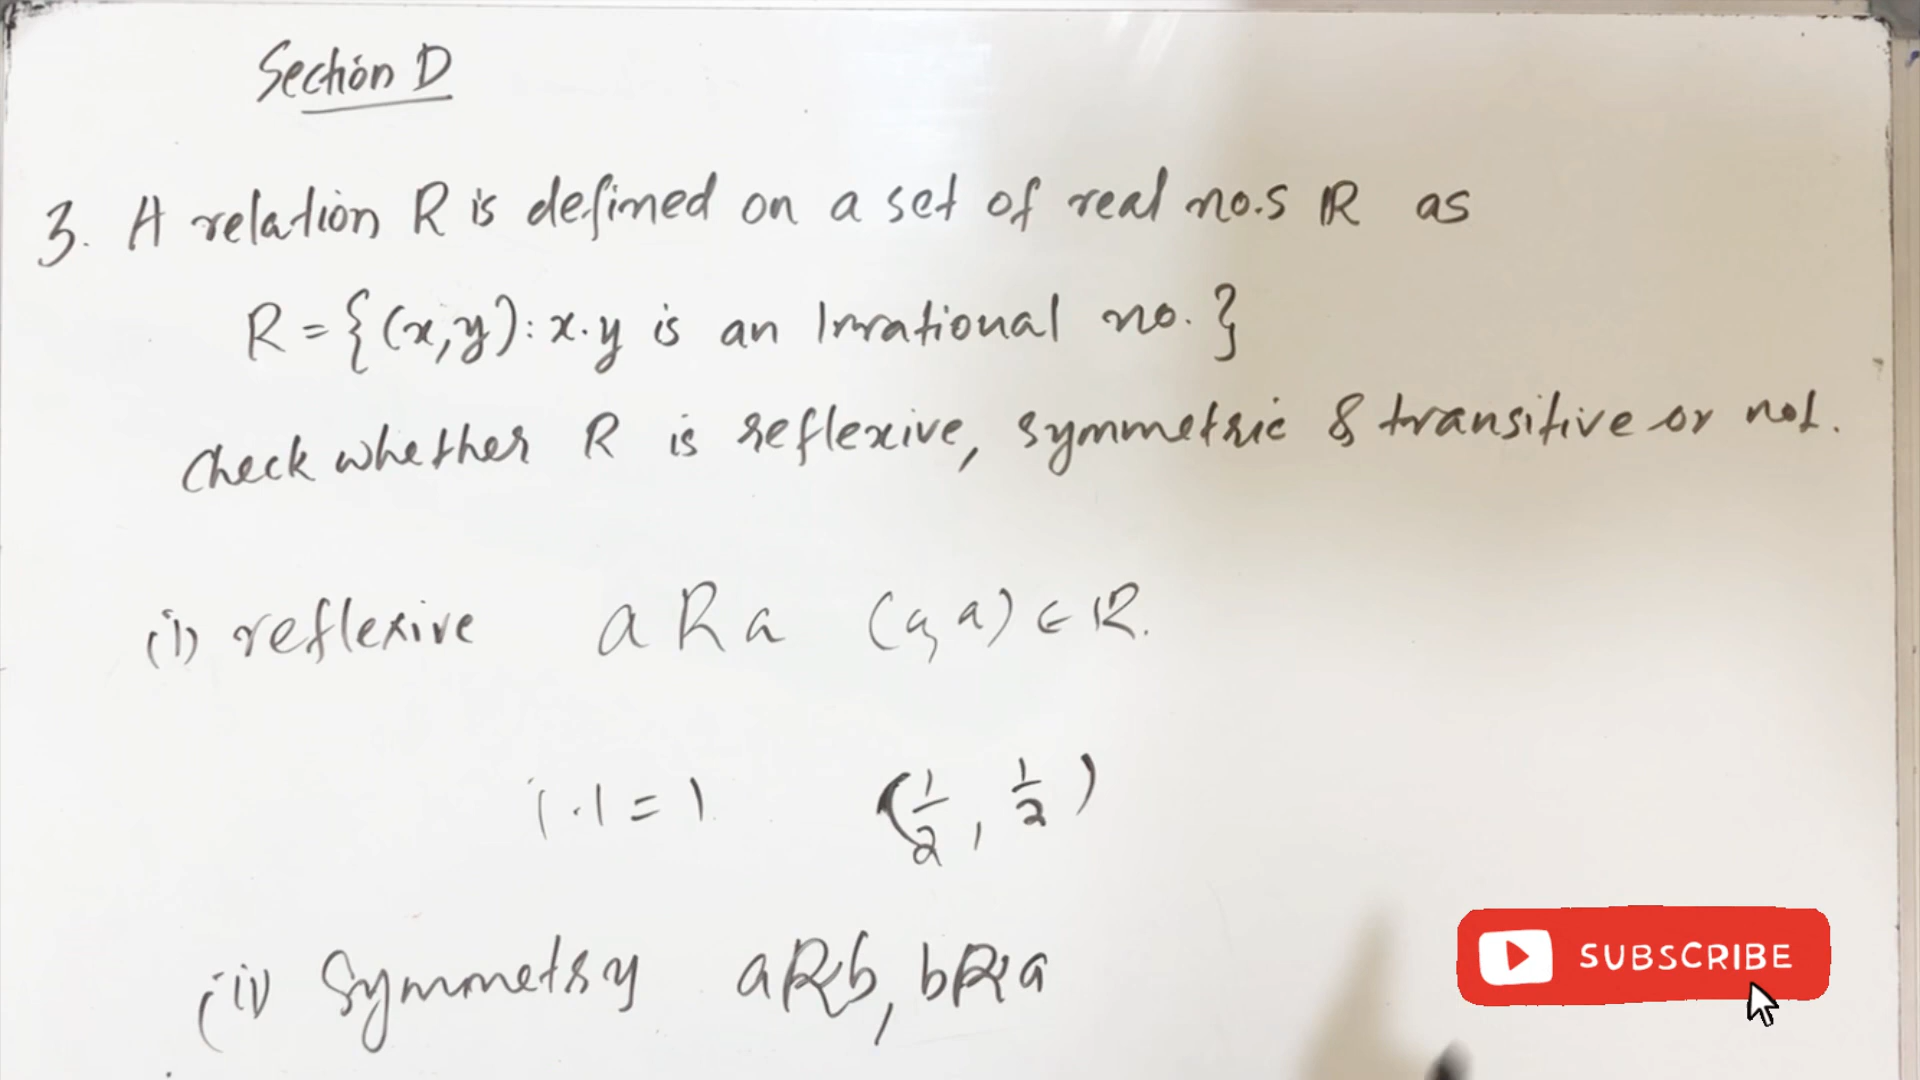 Section D
3. A relation R is defined on a set of real no.s ℝ as
R = {(x,y): x.y is an Irrational no.}
Check whether R is reflexive, symmetric & transitive or not.
(i) reflexive a R a (a, a) ∈ R.
1.1 = 1 (1/2, 1/2)
(ii) Symmetry aRb, bRa
SUBSCRIBE